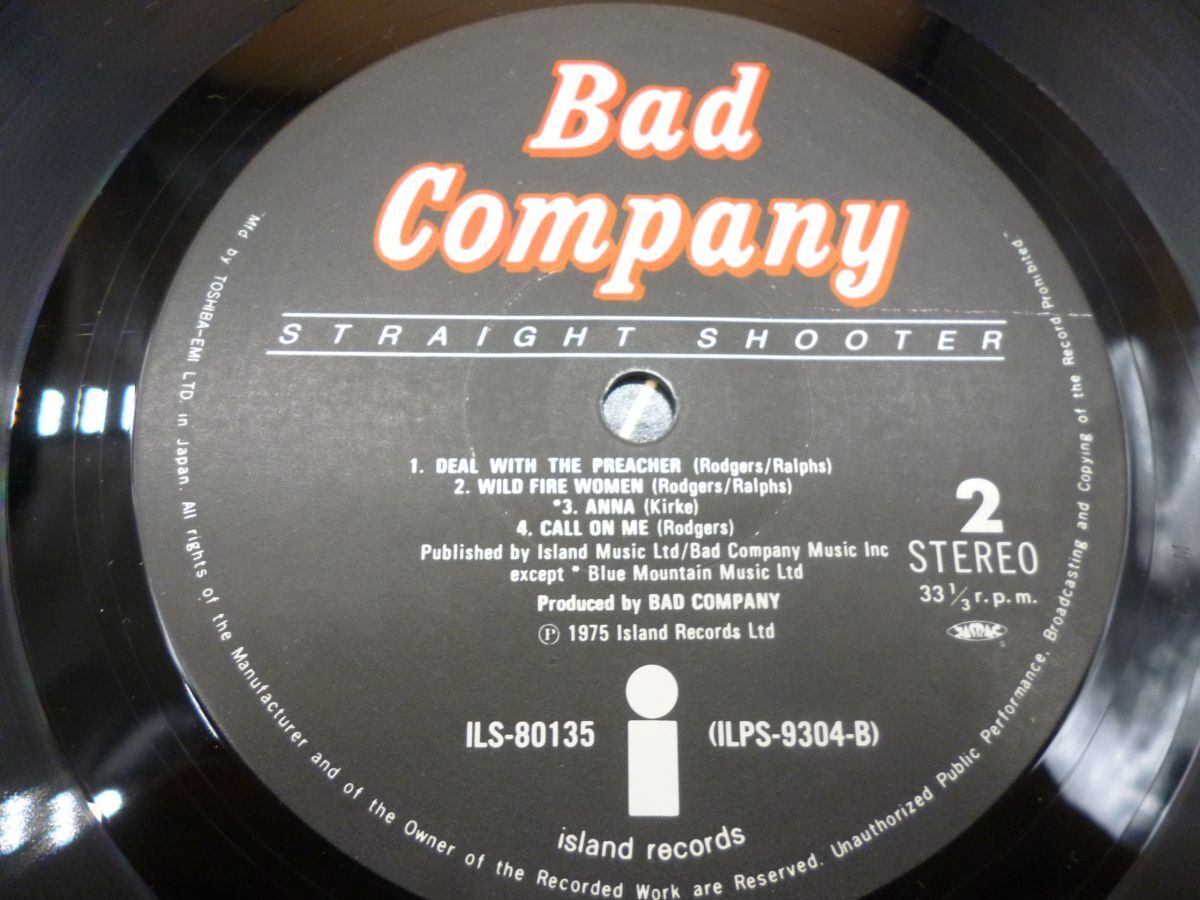 Bad
Company
STRAIGHT SHOOTER
1. DEAL WITH THE PREACHER (Rodgers/Ralphs)
2. WILD FIRE WOMEN (Rodgers/Ralphs)
*3. ANNA (Kirke)
4. CALL ON ME (Rodgers)
Published by Island Music Ltd/Bad Company Music Inc
except * Blue Mountain Music Ltd
Produced by BAD COMPANY
Ⓟ 1975 Island Records Ltd
2
STEREO
33 1/3 r.p.m.
JASRAC
ILS-80135
(ILPS-9304-B)
island records
"Mfd by TOSHIBA-EMI LTD. in Japan. All rights of the Manufacturer and of the Owner of the Recorded Work are Reserved. Unauthorized Public Performance, Broadcasting and Copying of the Record Prohibited."